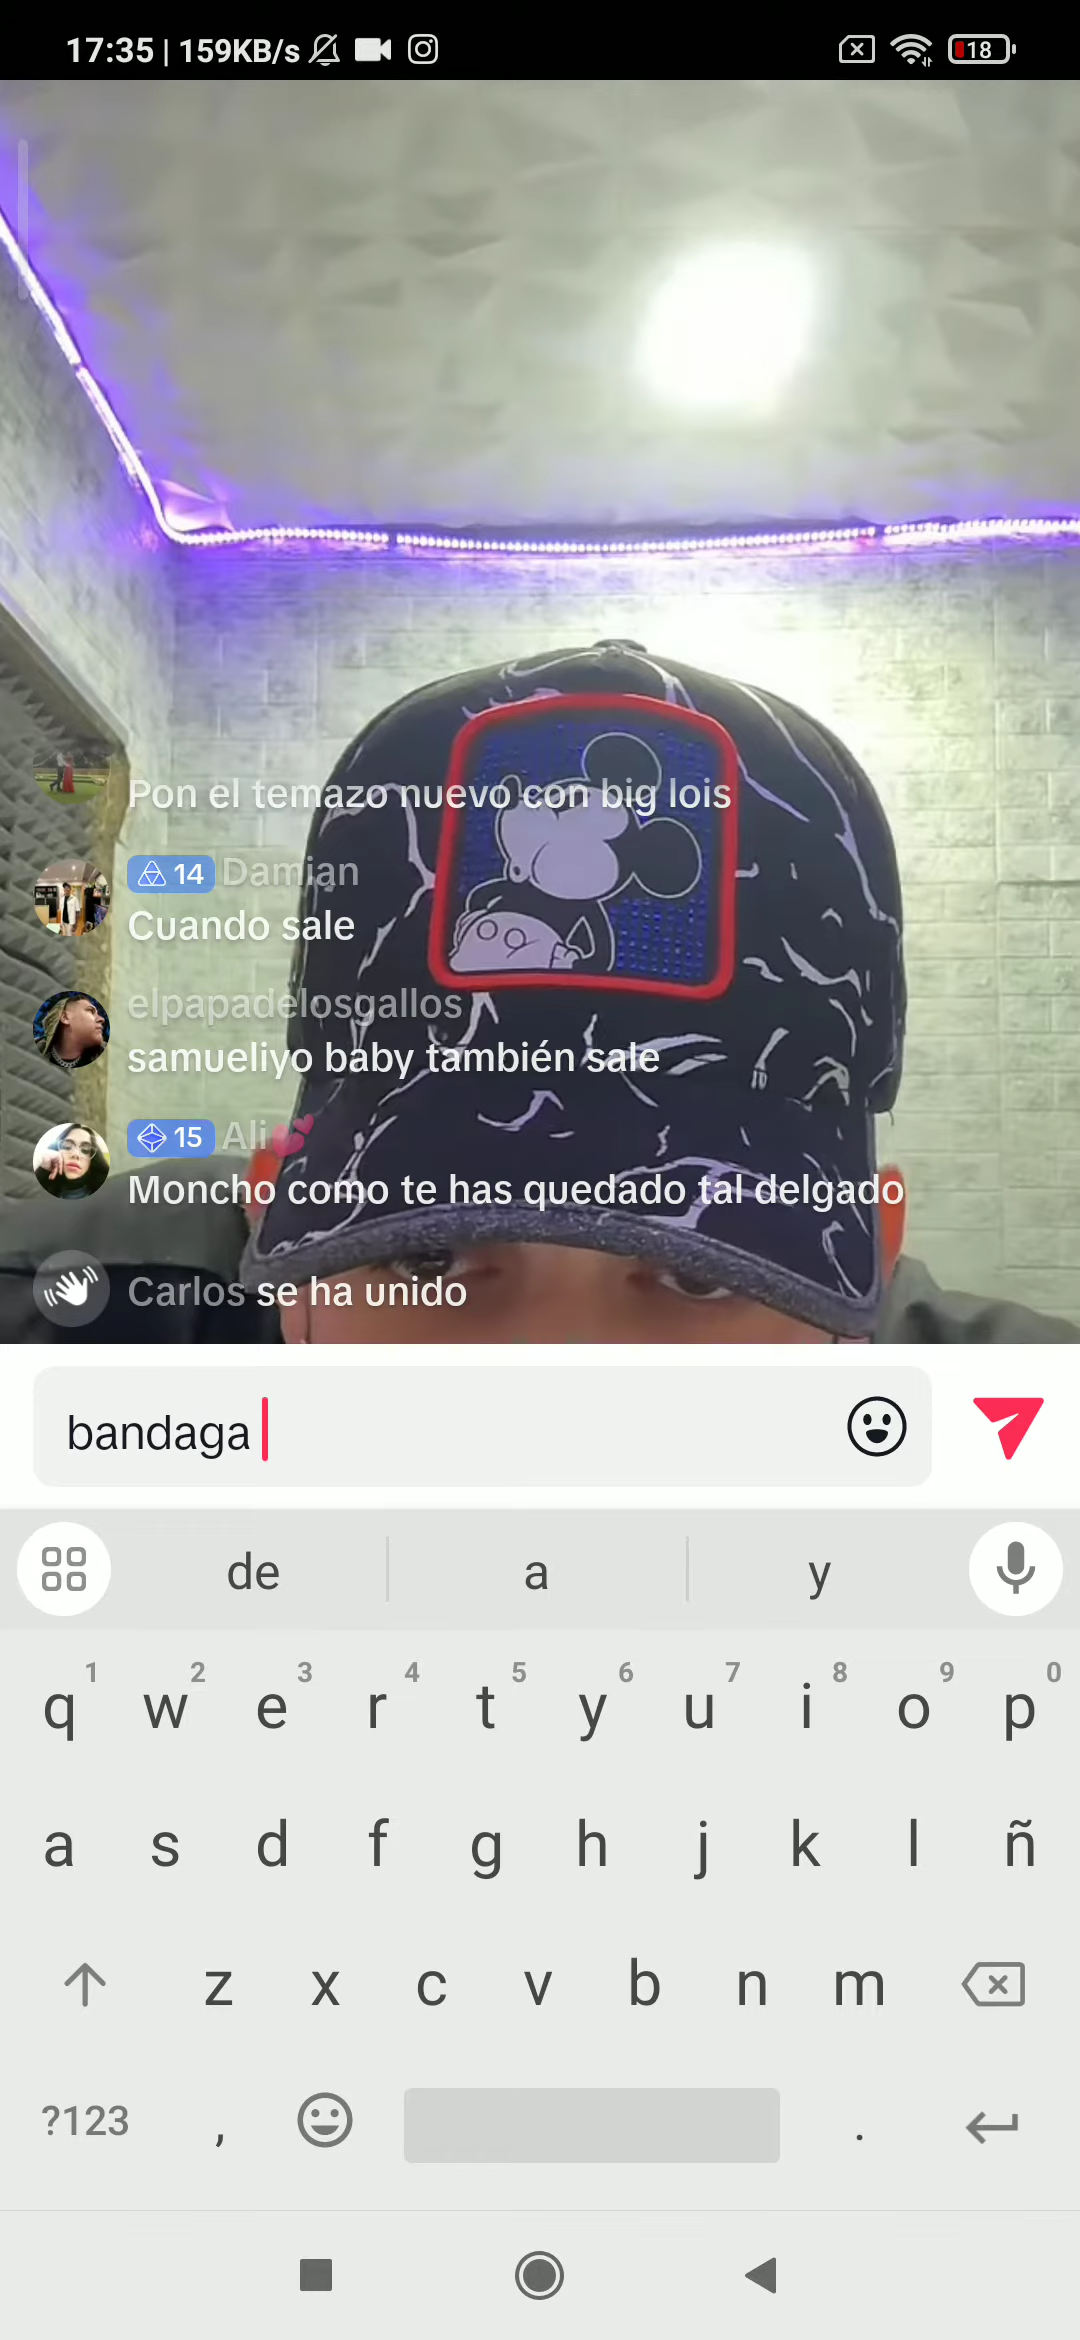 17:35 | 159KB/s
18
Pon el temazo nuevo con big lois
14 Damian
Cuando sale
elpapadelosgallos
samueliyo baby también sale
15 Ali💕
Moncho como te has quedado tal delgado
Carlos se ha unido
bandaga
de a y
1 2 3 4 5 6 7 8 9 0
q w e r t y u i o p
a s d f g h j k l ñ
z x c v b n m
?123 , .